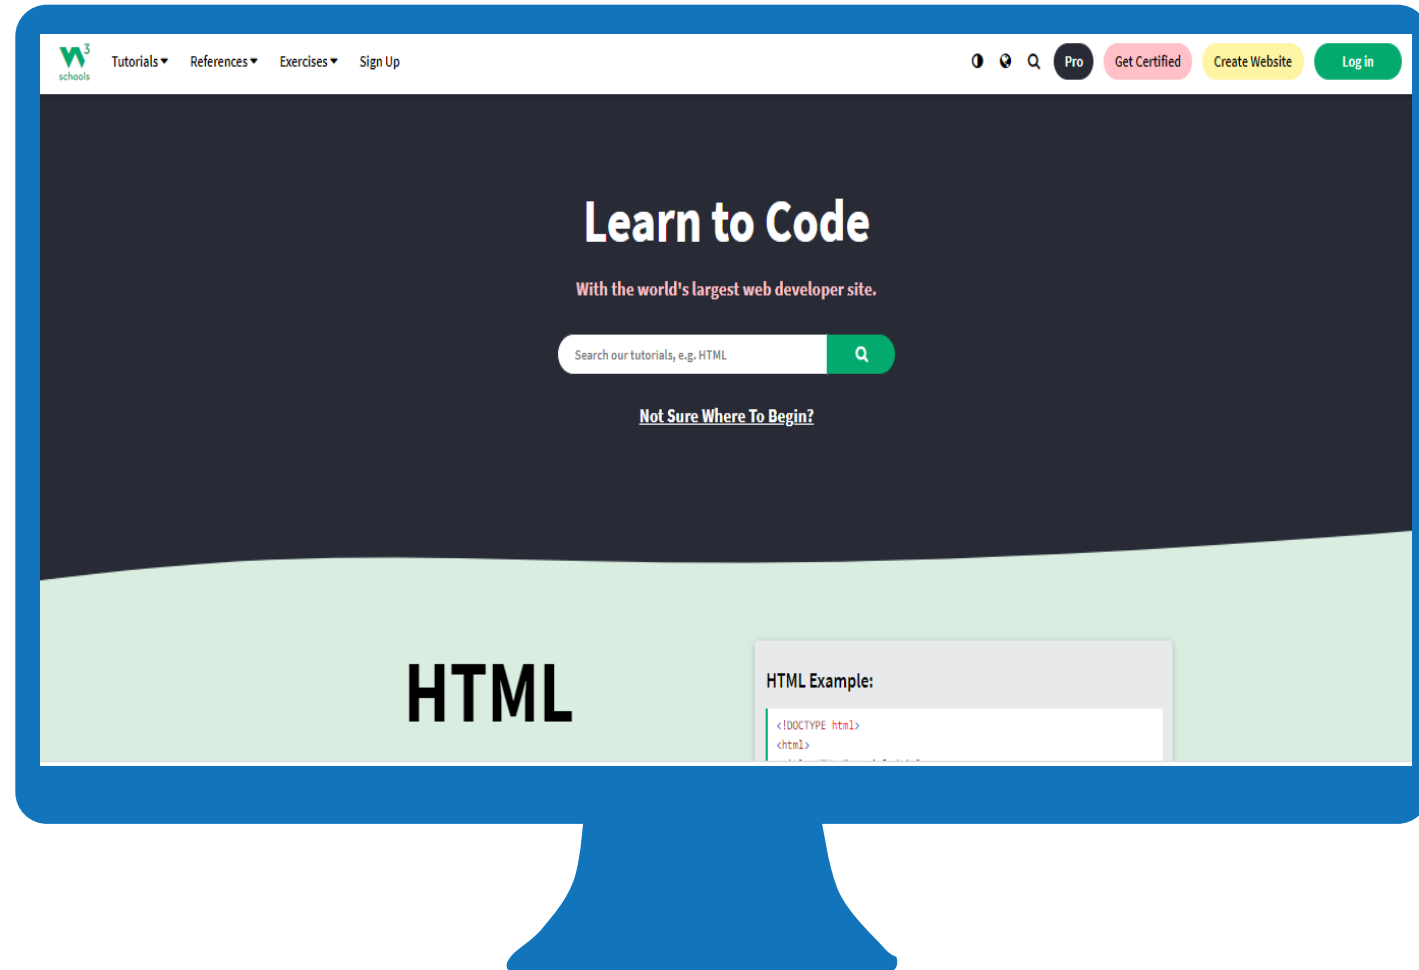 W3
schools
Tutorials References Exercises Sign Up Pro Get Certified Create Website Log in
Learn to Code
With the world's largest web developer site.
Search our tutorials, e.g. HTML
Not Sure Where To Begin?
HTML
HTML Example:
<!DOCTYPE html>
<html>